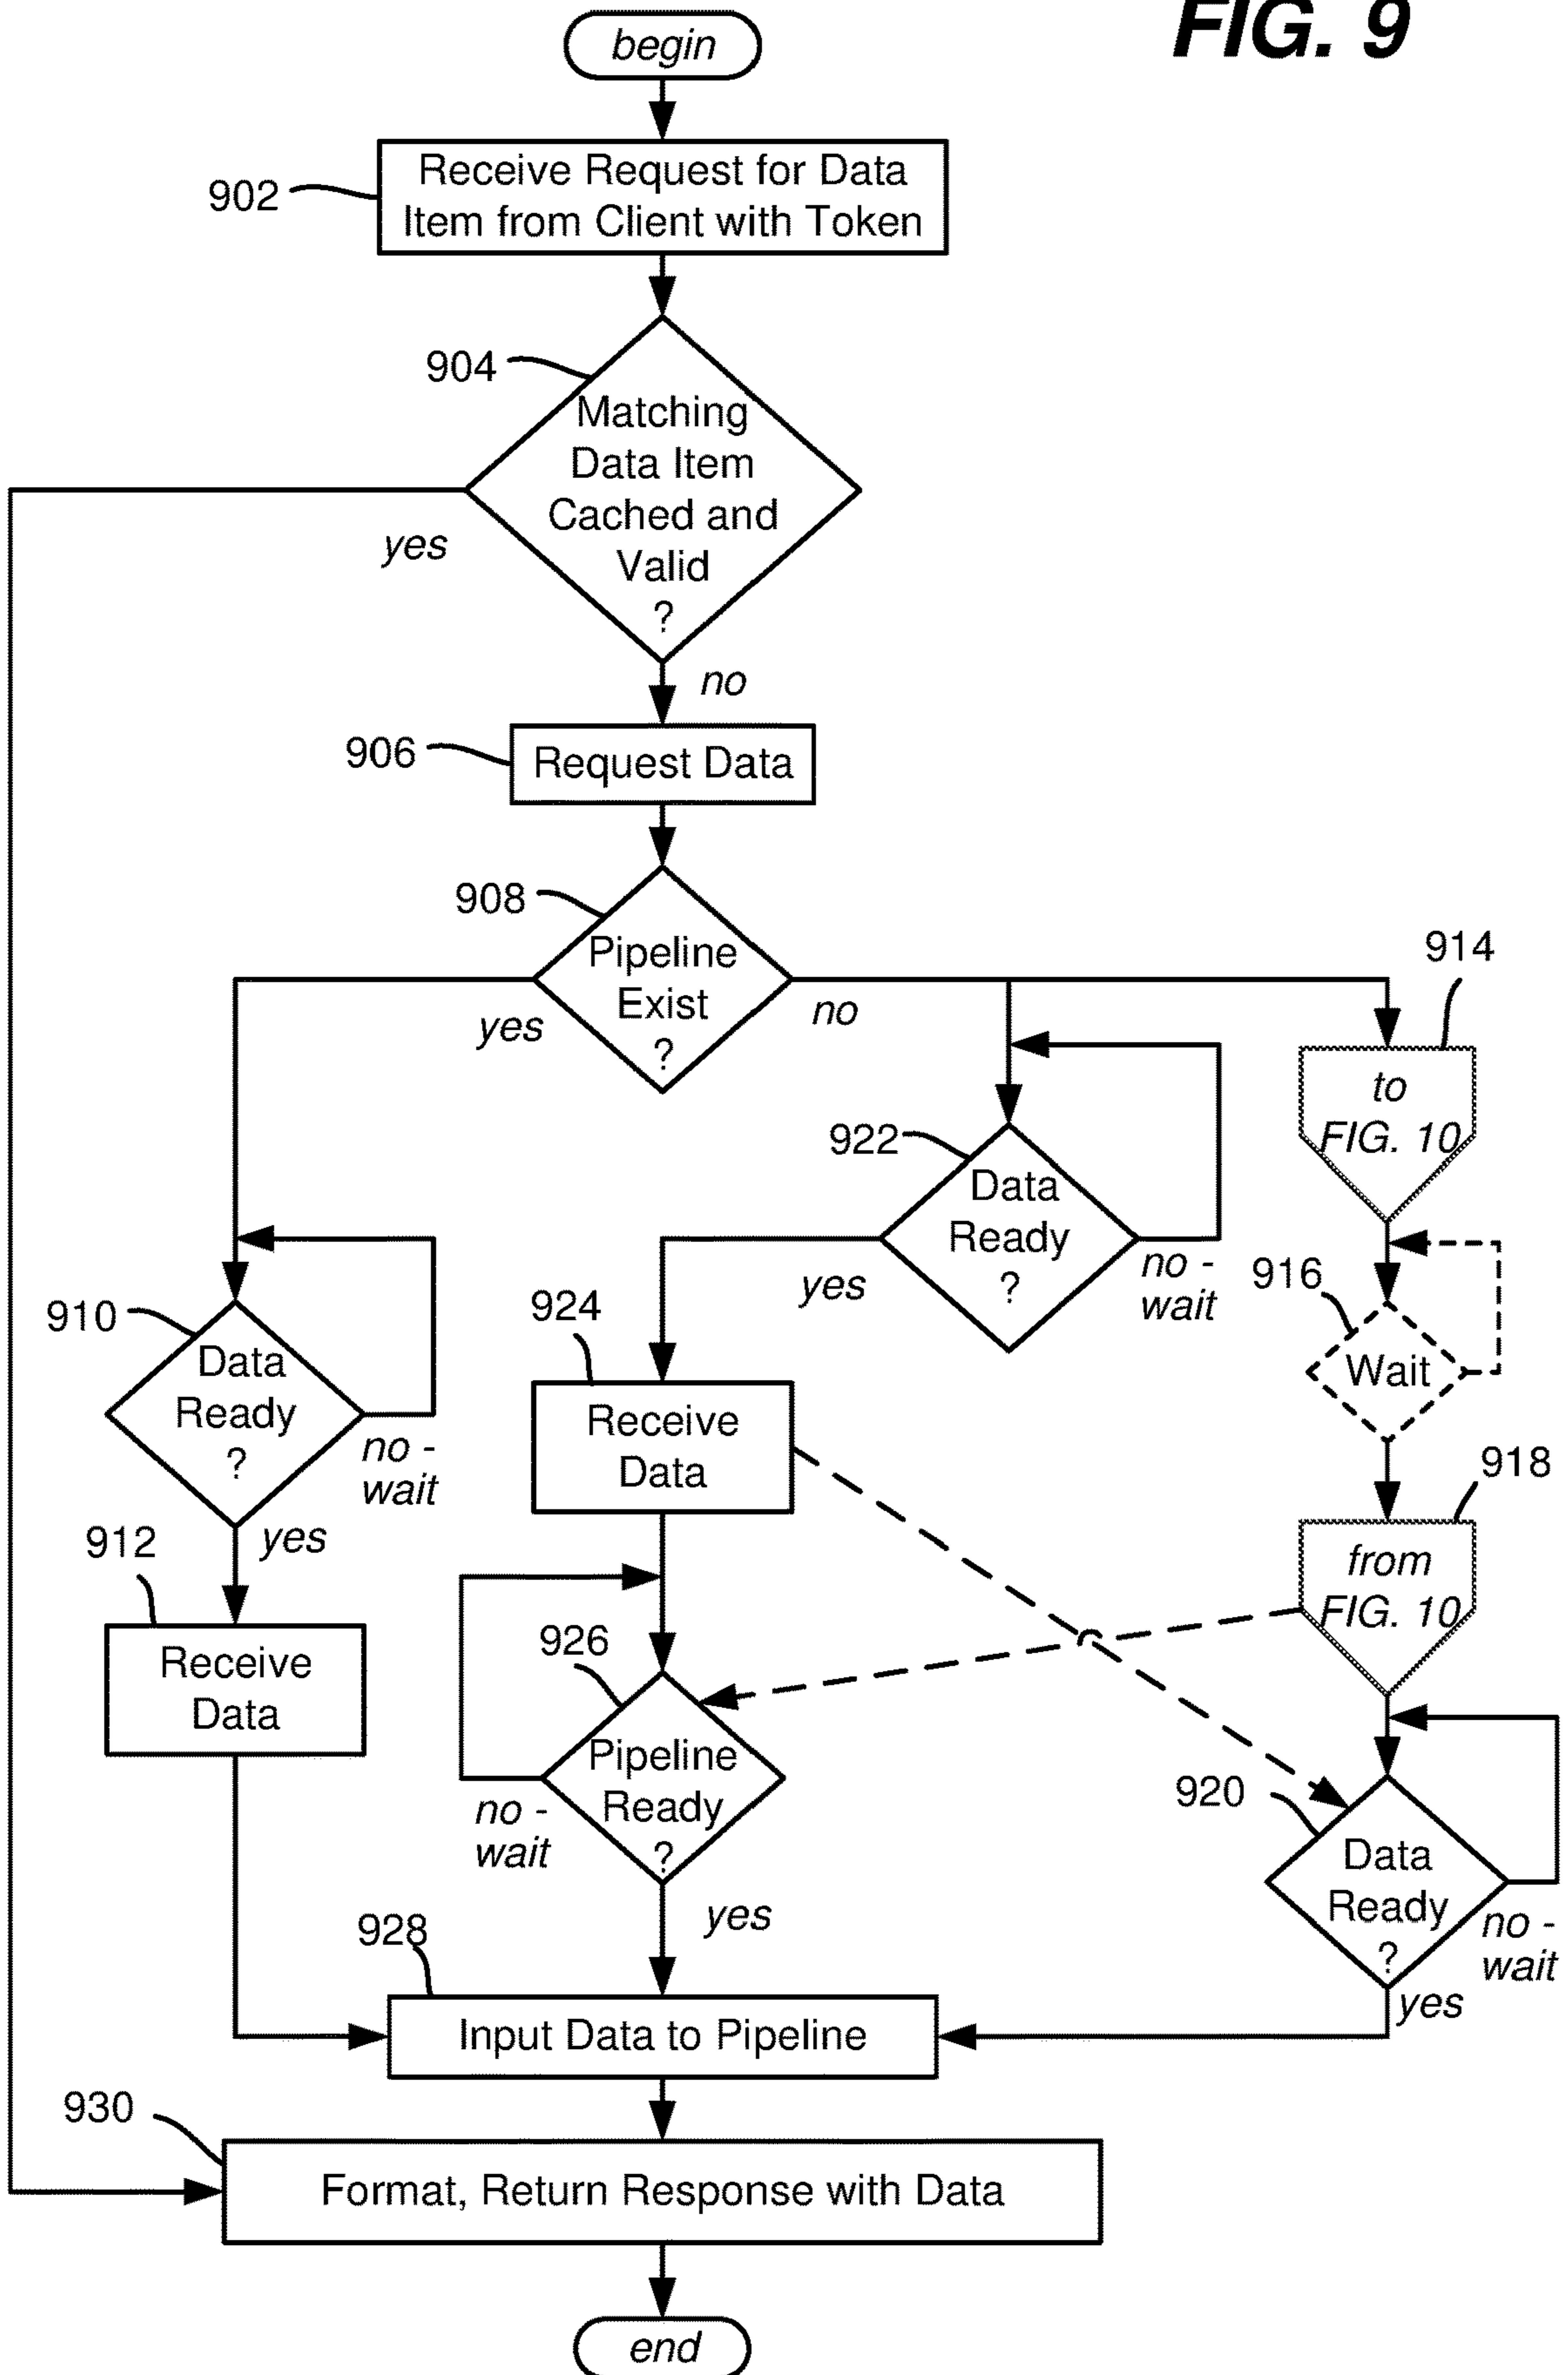 FIG. 9
begin
902
Receive Request for Data
Item from Client with Token
904
Matching
Data Item
Cached and
Valid
?
yes
no
906
Request Data
908
Pipeline
Exist
?
yes
no
914
to
FIG. 10
922
Data
Ready
?
yes
no -
wait
916
Wait
910
Data
Ready
?
no -
wait
yes
924
Receive
Data
918
from
FIG. 10
912
Receive
Data
926
Pipeline
Ready
?
no -
wait
yes
920
Data
Ready
?
no -
wait
yes
928
Input Data to Pipeline
930
Format, Return Response with Data
end